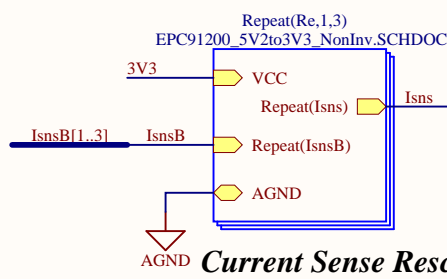 Repeat(Re,1,3)
EPC91200_5V2to3V3_NonInv.SCHDOC
3V3
VCC
Repeat(Isns)
Isns
IsnsB[1..3]
IsnsB
Repeat(IsnsB)
AGND
AGND
Current Sense